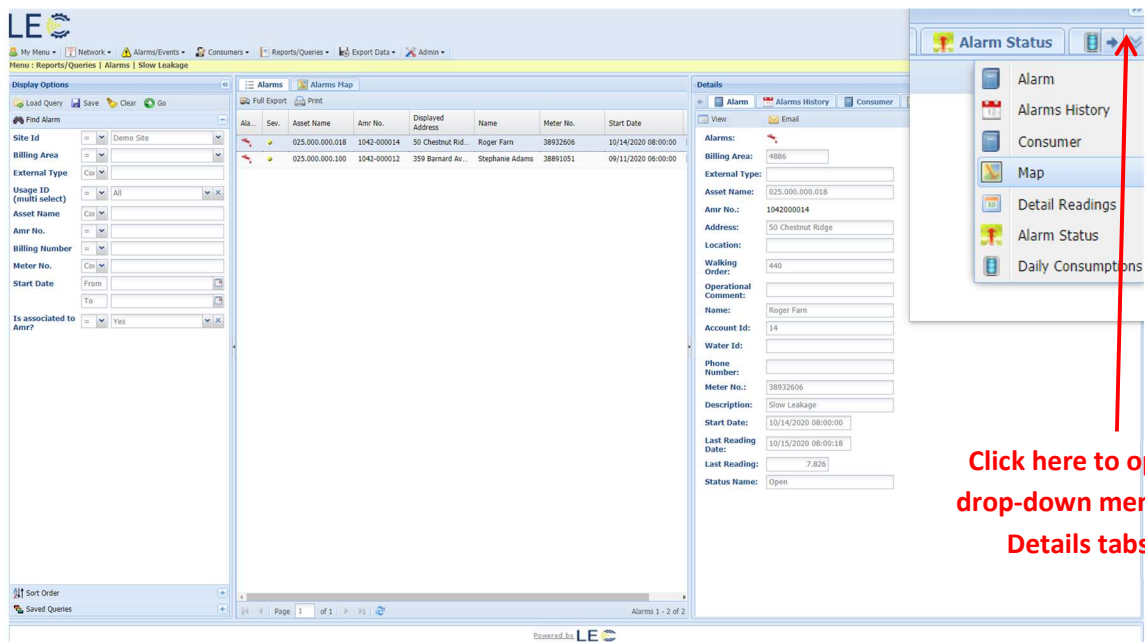 LEC
My Menu Network Alarms/Events Consumers Reports/Queries Export Data Admin
Menu : Reports/Queries | Alarms | Slow Leakage
Display Options
Load Query Save Clear Go
Find Alarm
Site Id = Demo Site
Billing Area =
External Type Co
Usage ID (multi select) = All
Asset Name Co
Amr No. =
Billing Number =
Meter No. Co
Start Date From
To
Is associated to Amr? = Yes
Sort Order
Saved Queries
Alarms Alarms Map
Full Export Print
Ala... Sev. Asset Name Amr No. Displayed Address Name Meter No. Start Date
025.000.000.018 1042-000014 50 Chestnut Rid... Roger Farn 38932606 10/14/2020 08:00:00
025.000.000.100 1042-000012 359 Barnard Av... Stephanie Adams 38891051 09/11/2020 06:00:00
Page 1 of 1
Alarms 1 - 2 of 2
Details
Alarm Alarms History Consumer
View Email
Alarms:
Billing Area: 4886
External Type:
Asset Name: 025.000.000.018
Amr No.: 1042000014
Address: 50 Chestnut Ridge
Location:
Walking Order: 440
Operational Comment:
Name: Roger Farn
Account Id: 14
Water Id:
Phone Number:
Meter No.: 38932606
Description: Slow Leakage
Start Date: 10/14/2020 08:00:00
Last Reading Date: 10/15/2020 08:00:18
Last Reading: 7.826
Status Name: Open
Alarm Status
Alarm
Alarms History
Consumer
Map
Detail Readings
Alarm Status
Daily Consumptions
Click here to o
drop-down me
Details tabs
Powered by LEC